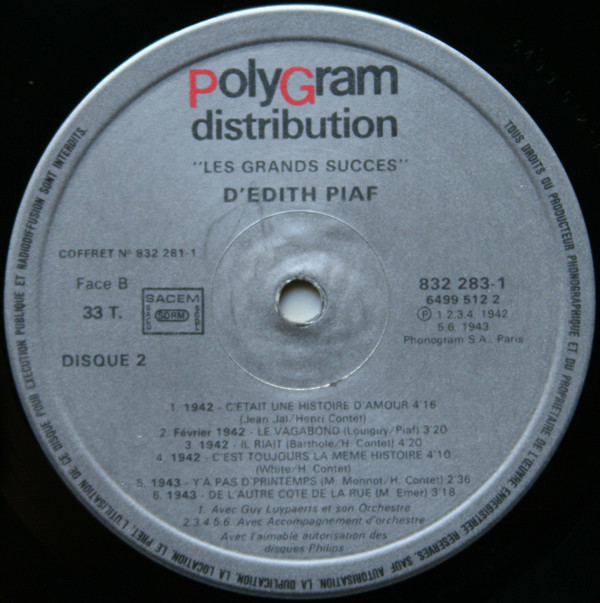 PolyGram
distribution
"LES GRANDS SUCCES"
D'EDITH PIAF
COFFRET N° 832 281-1
Face B
33 T.
SACEM
SDRM
DISQUE 2
832 283-1
6499 512 2
Ⓟ 1.2.3.4. 1942
5.6. 1943
Phonogram S.A., Paris
1. 1942 - C'ETAIT UNE HISTOIRE D'AMOUR 4'16
(Jean Jal/Henri Contet)
2. Février 1942 - LE VAGABOND (Louiguy/Piaf) 3'20
3. 1942 - IL RIAIT (Barthole/H. Contet) 4'20
4. 1942 - C'EST TOUJOURS LA MEME HISTOIRE 4'10
(White/H. Contet)
5. 1943 - Y'A PAS D'PRINTEMPS (M. Monnot/H. Contet) 2'36
6. 1943 - DE L'AUTRE COTE DE LA RUE (M. Emer) 3'18
1. Avec Guy Luypaerts et son Orchestre
2.3.4.5.6. Avec Accompagnement d'orchestre
Avec l'aimable autorisation des
disques Philips
TOUS DROITS DU PRODUCTEUR PHONOGRAPHIQUE ET DU PROPRIETAIRE DE L'ŒUVRE ENREGISTREE RESERVES. SAUF AUTORISATION, LA DUPLICATION, LA LOCATION, LE PRET, L'UTILISATION DE CE DISQUE POUR EXECUTION PUBLIQUE ET RADIODIFFUSION SONT INTERDITS.